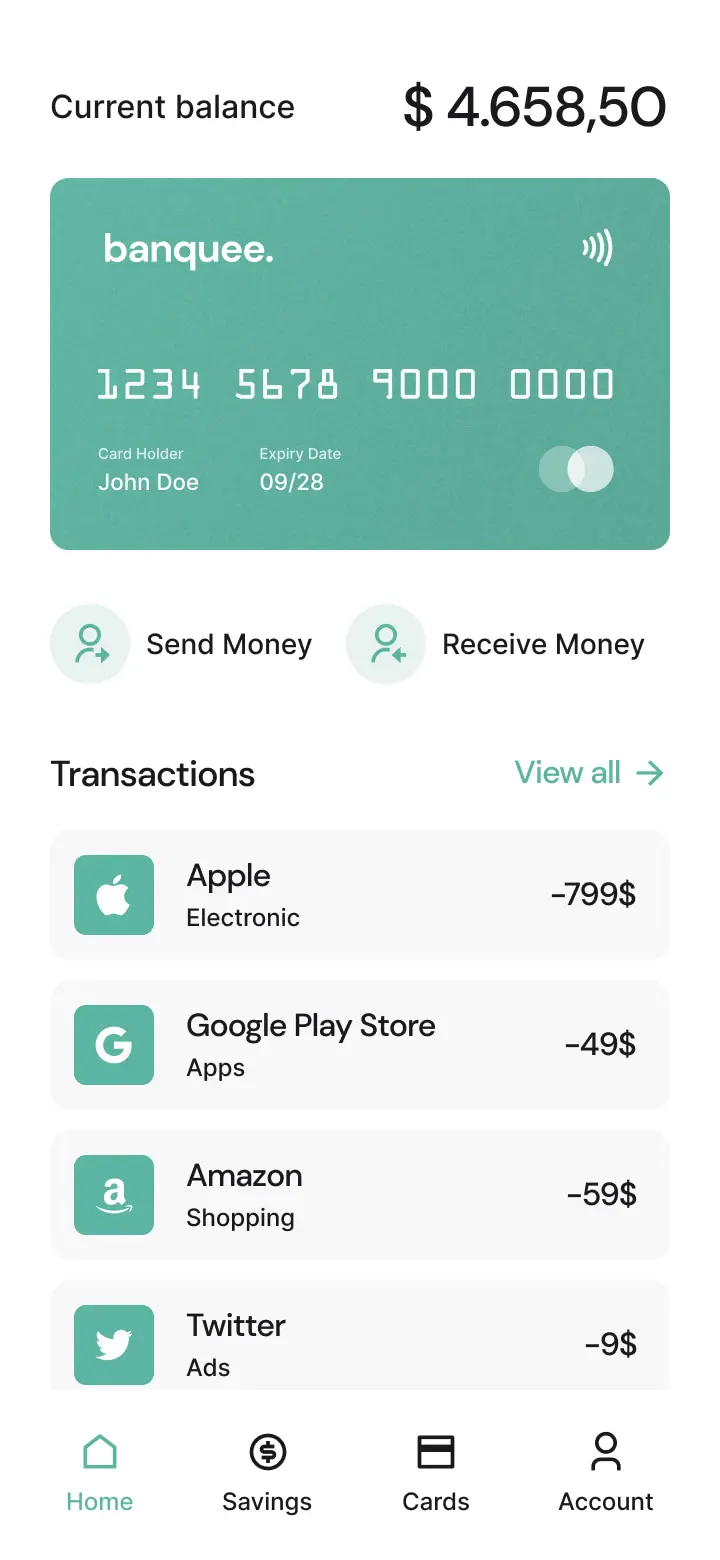 Current balance
$ 4.658,50
banquee.
1234 5678 9000 0000
Card Holder
John Doe
Expiry Date
09/28
Send Money
Receive Money
Transactions
View all
Apple
Electronic
-799$
Google Play Store
Apps
-49$
Amazon
Shopping
-59$
Twitter
Ads
-9$
Home
Savings
Cards
Account